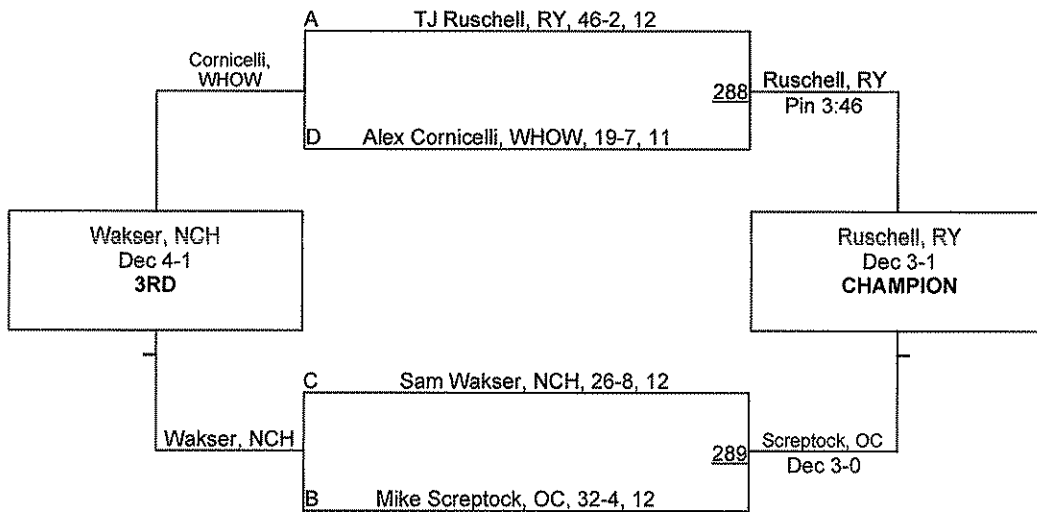 A
TJ Ruschell, RY, 46-2, 12
Cornicelli,
WHOW
288
Ruschell, RY
Pin 3:46
D
Alex Cornicelli, WHOW, 19-7, 11
Wakser, NCH
Dec 4-1
3RD
Ruschell, RY
Dec 3-1
CHAMPION
C
Sam Wakser, NCH, 26-8, 12
Wakser, NCH
289
Screptock, OC
Dec 3-0
B
Mike Screptock, OC, 32-4, 12